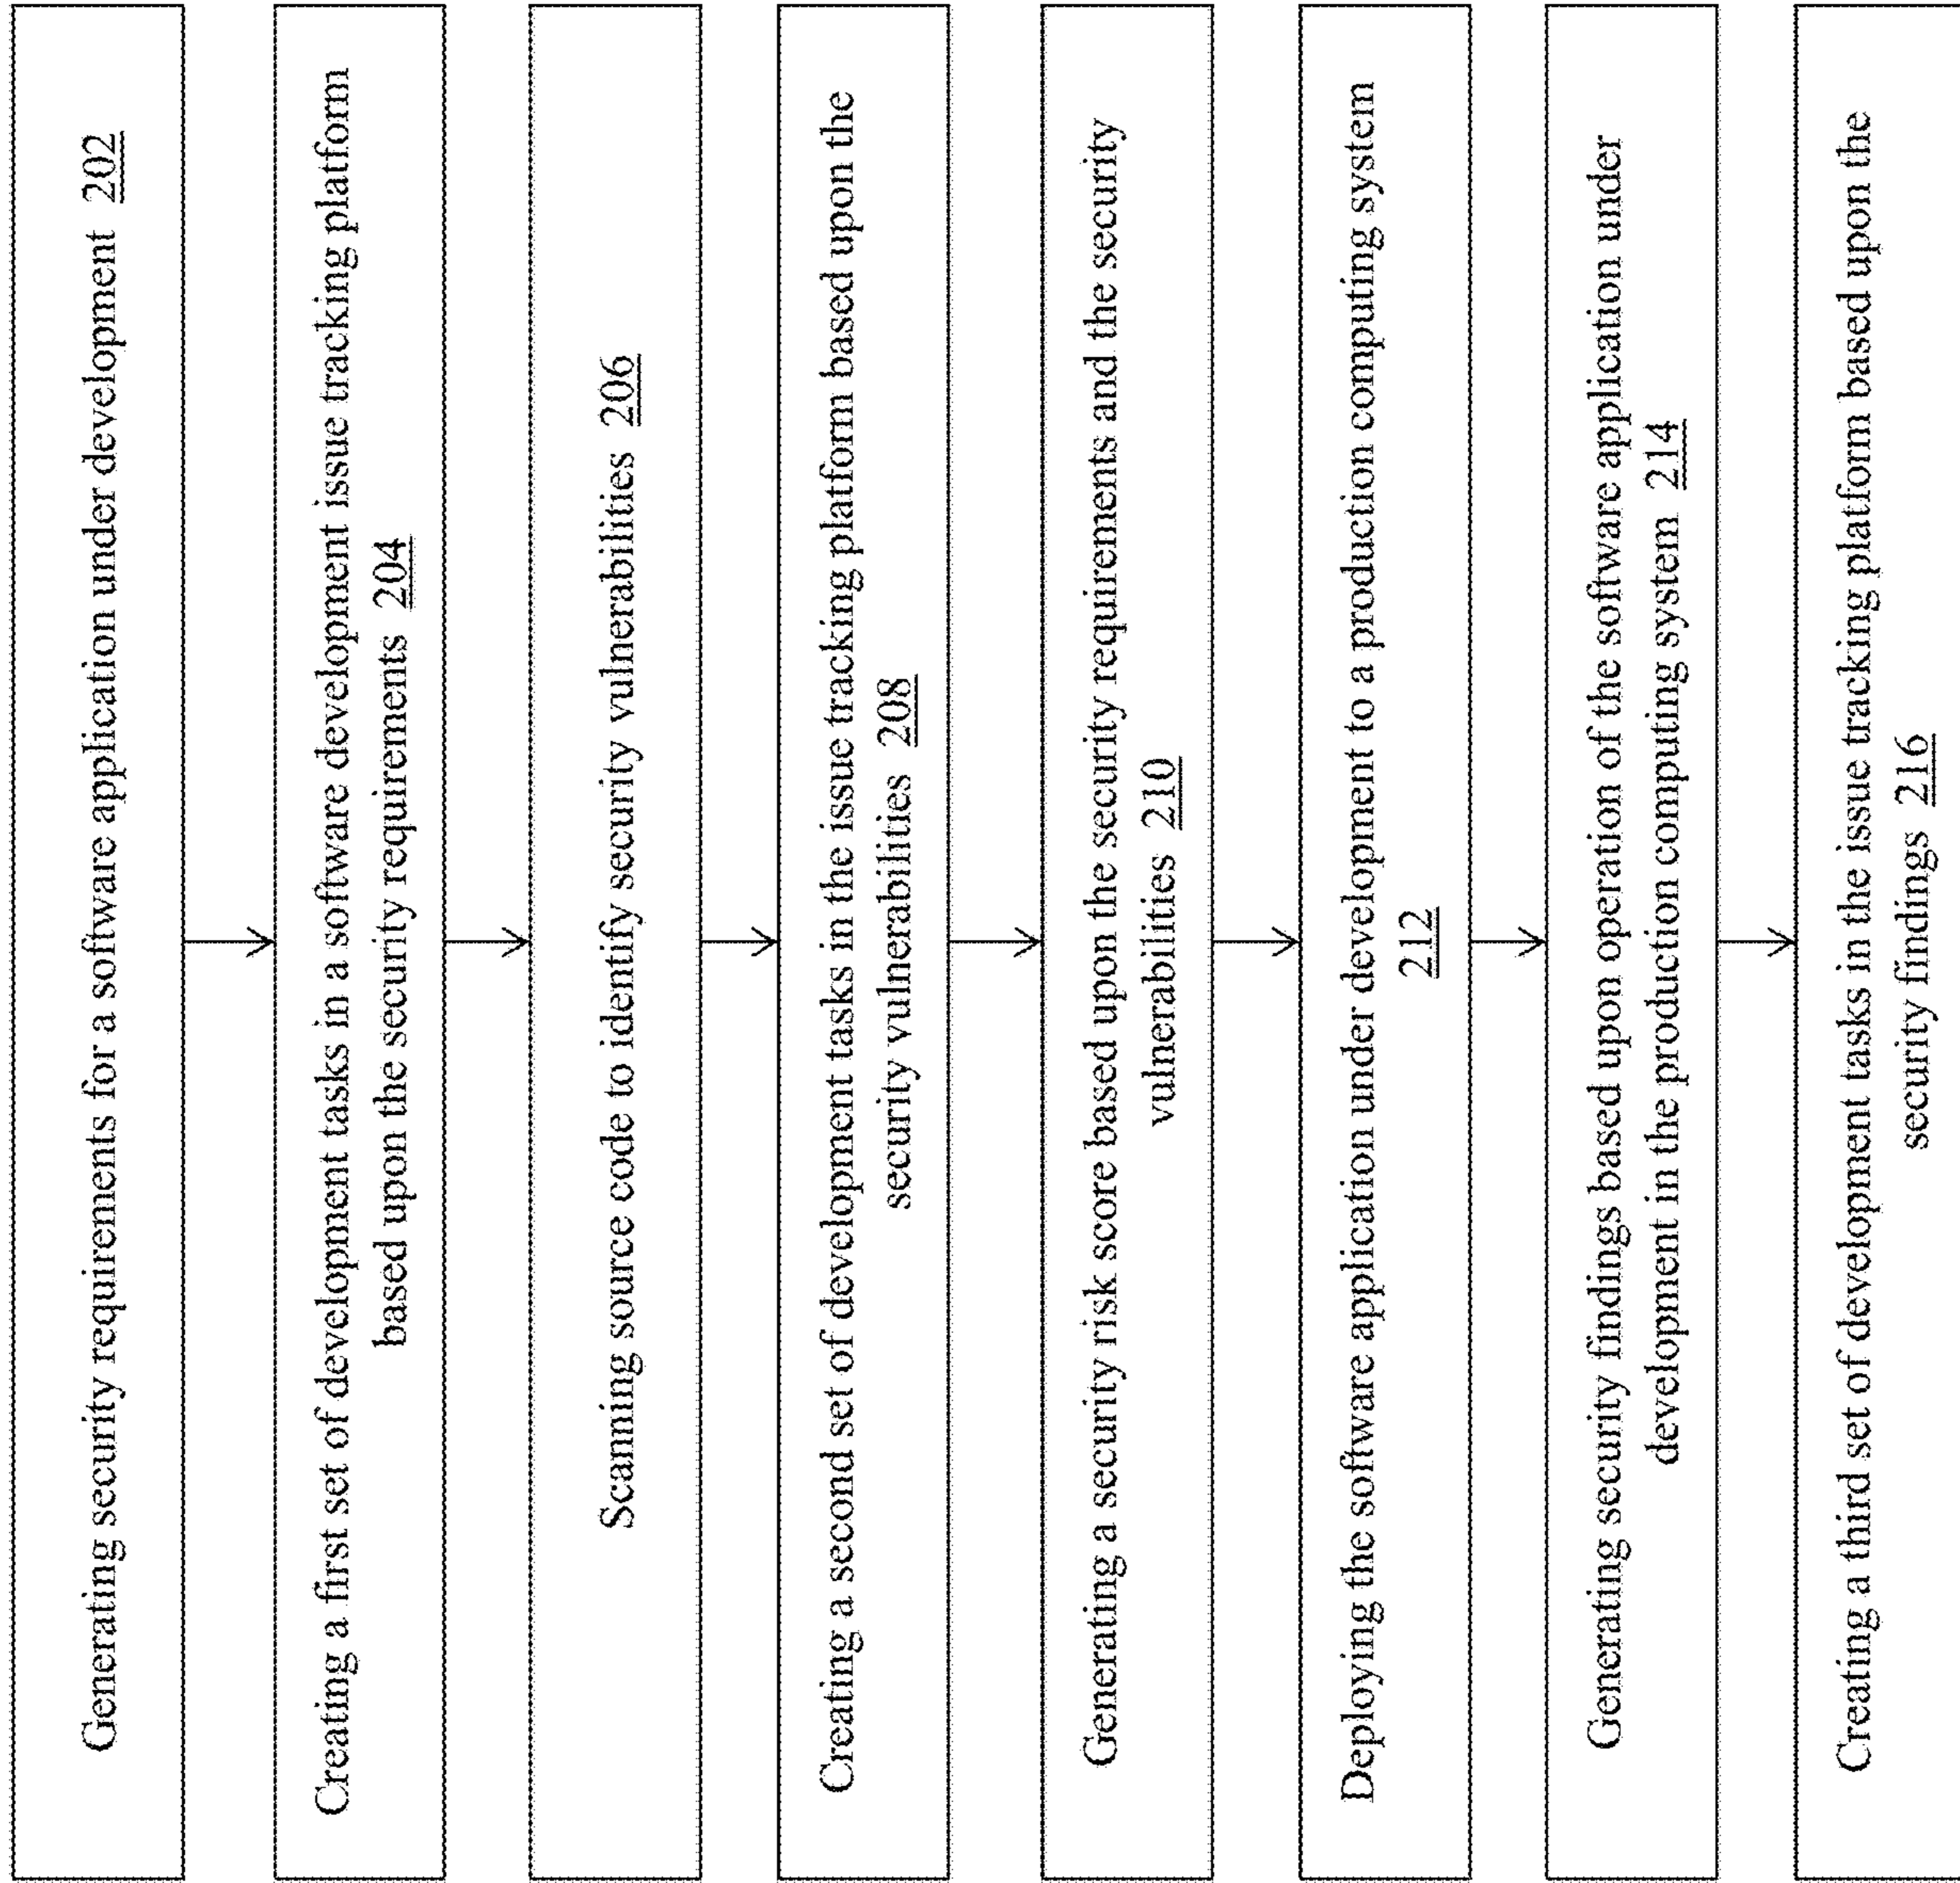 Generating security requirements for a software application under development 202
Creating a first set of development tasks in a software development issue tracking platform
based upon the security requirements 204
Scanning source code to identify security vulnerabilities 206
Creating a second set of development tasks in the issue tracking platform based upon the
security vulnerabilities 208
Generating a security risk score based upon the security requirements and the security
vulnerabilities 210
Deploying the software application under development to a production computing system
212
Generating security findings based upon operation of the software application under
development in the production computing system 214
Creating a third set of development tasks in the issue tracking platform based upon the
security findings 216